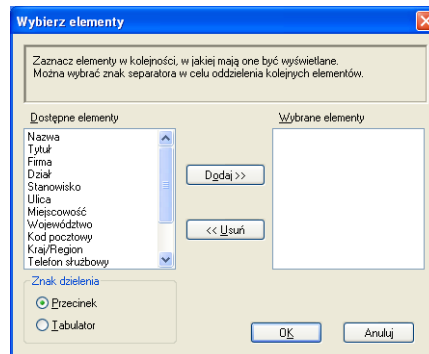 Wybierz elementy
Zaznacz elementy w kolejności, w jakiej mają one być wyświetlane.
Można wybrać znak separatora w celu oddzielenia kolejnych elementów.
Dostępne elementy
Wybrane elementy
Nazwa
Tytuł
Firma
Dział
Stanowisko
Ulica
Miejscowość
Województwo
Kod pocztowy
Kraj/Region
Telefon służbowy
Dodaj >>
<< Usuń
Znak dzielenia
Przecinek
Tabulator
OK
Anuluj